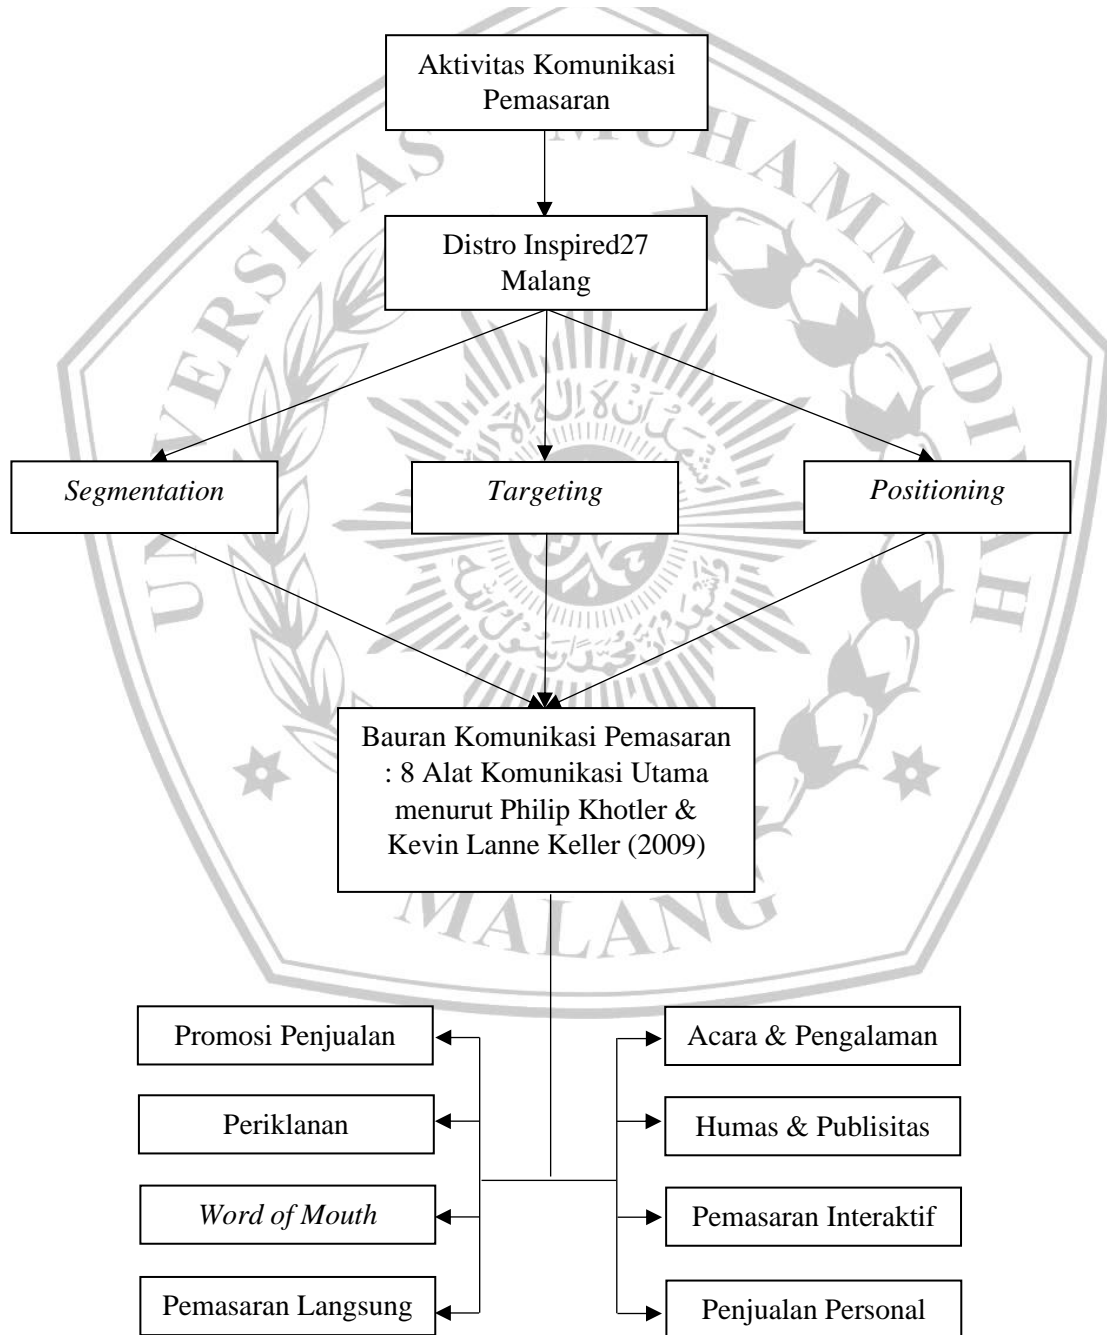 Aktivitas Komunikasi
Pemasaran
Distro Inspired27
Malang
Segmentation
Targeting
Positioning
Bauran Komunikasi Pemasaran
: 8 Alat Komunikasi Utama
menurut Philip Khotler &
Kevin Lanne Keller (2009)
Promosi Penjualan
Acara & Pengalaman
Periklanan
Humas & Publisitas
Word of Mouth
Pemasaran Interaktif
Pemasaran Langsung
Penjualan Personal
UNIVERSITAS MUHAMMADIYAH
MALANG